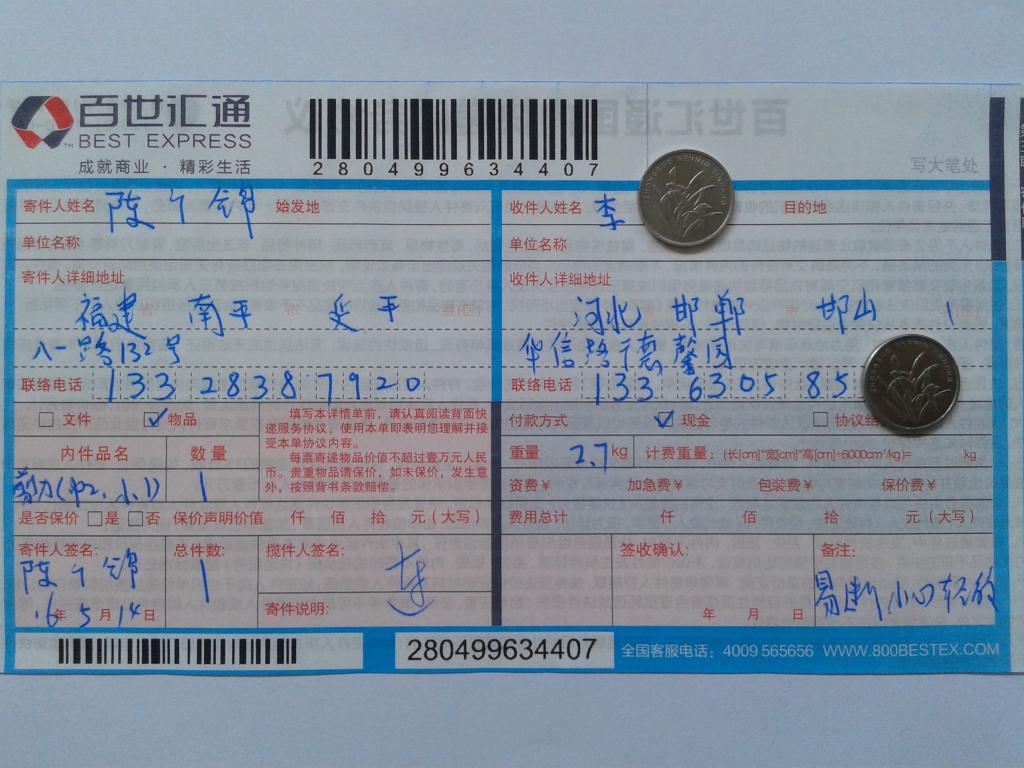 百世汇通
BEST EXPRESS
成就商业 · 精彩生活
280499634407
写大笔处
寄件人姓名 陈 个 锦 始发地
单位名称
寄件人详细地址
福建 南平 市 延平 县(区)
八一路132号
联络电话 133 2838 7920
文件 物品
内件品名 数量
剪刀(中2、小1) 1
填写本详情单前，请认真阅读背面快
递服务协议，使用本单即表明您理解并接
受本单协议内容。
每票寄递物品价值不超过壹万元人民
币。贵重物品请保价，如未保价，发生意
外，按照背书条款赔偿。
是否保价 是 否 保价声明价值 仟 佰 拾 元（大写）
寄件人签名: 陈 个 锦
16年5月14日
总件数: 1
揽件人签名:
寄件说明:
收件人姓名 李 目的地
单位名称
收件人详细地址
河北 邯郸 市 邯山
华信路德馨园
联络电话 133 6305 85
付款方式 现金 协议结
重量 2.7 kg 计费重量: (长[cm]*宽[cm]*高[cm]÷6000cm³/kg)= kg
资费¥ 加急费¥ 包装费¥ 保价费¥
费用总计 仟 佰 拾 元（大写）
签收确认:
年 月 日
备注:
易断小心轻放
280499634407
全国客服电话: 4009 565656 WWW.800BESTEX.COM